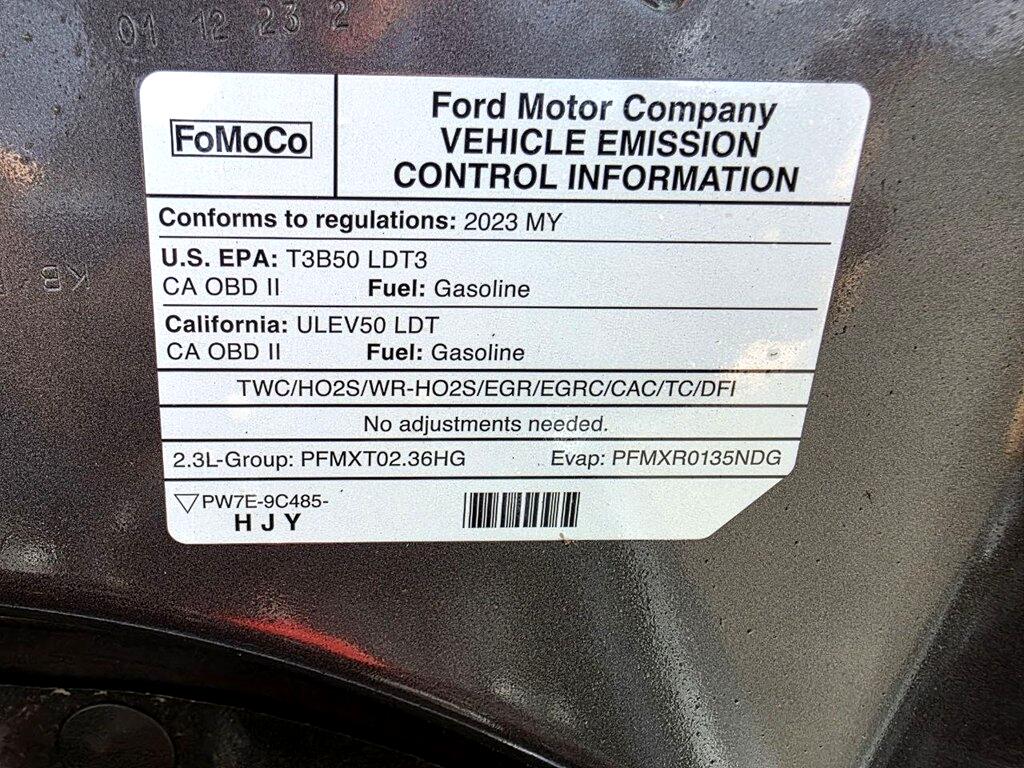 01 12 23 2
FoMoCo
Ford Motor Company
VEHICLE EMISSION
CONTROL INFORMATION
Conforms to regulations: 2023 MY
U.S. EPA: T3B50 LDT3
CA OBD II Fuel: Gasoline
California: ULEV50 LDT
CA OBD II Fuel: Gasoline
TWC/HO2S/WR-HO2S/EGR/EGRC/CAC/TC/DFI
No adjustments needed.
2.3L-Group: PFMXT02.36HG Evap: PFMXR0135NDG
PW7E-9C485-
H J Y
KB